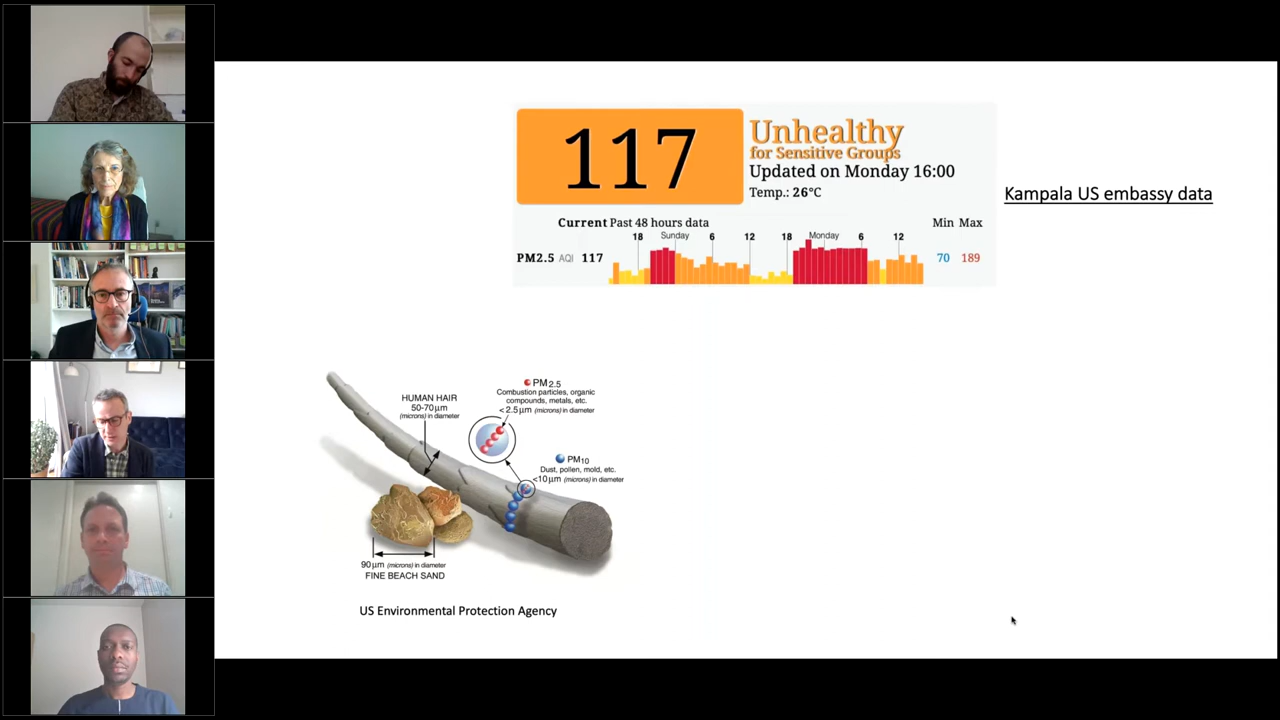 117
Unhealthy
for Sensitive Groups
Updated on Monday 16:00
Temp.: 26°C
Kampala US embassy data
Current Past 48 hours data
Min Max
18 Sunday 6 12 18 Monday 6 12
PM2.5 AQI 117
70 189
HUMAN HAIR
50-70µm
(microns) in diameter
PM2.5
Combustion particles, organic
compounds, metals, etc.
< 2.5µm (microns) in diameter
PM10
Dust, pollen, mold, etc.
<10µm (microns) in diameter
90µm (microns) in diameter
FINE BEACH SAND
US Environmental Protection Agency